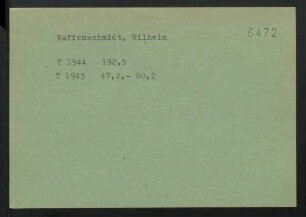 Waffenschmidt, Wilhelm 6472
T 1944 192,5
T 1945 47,2,- 60,2